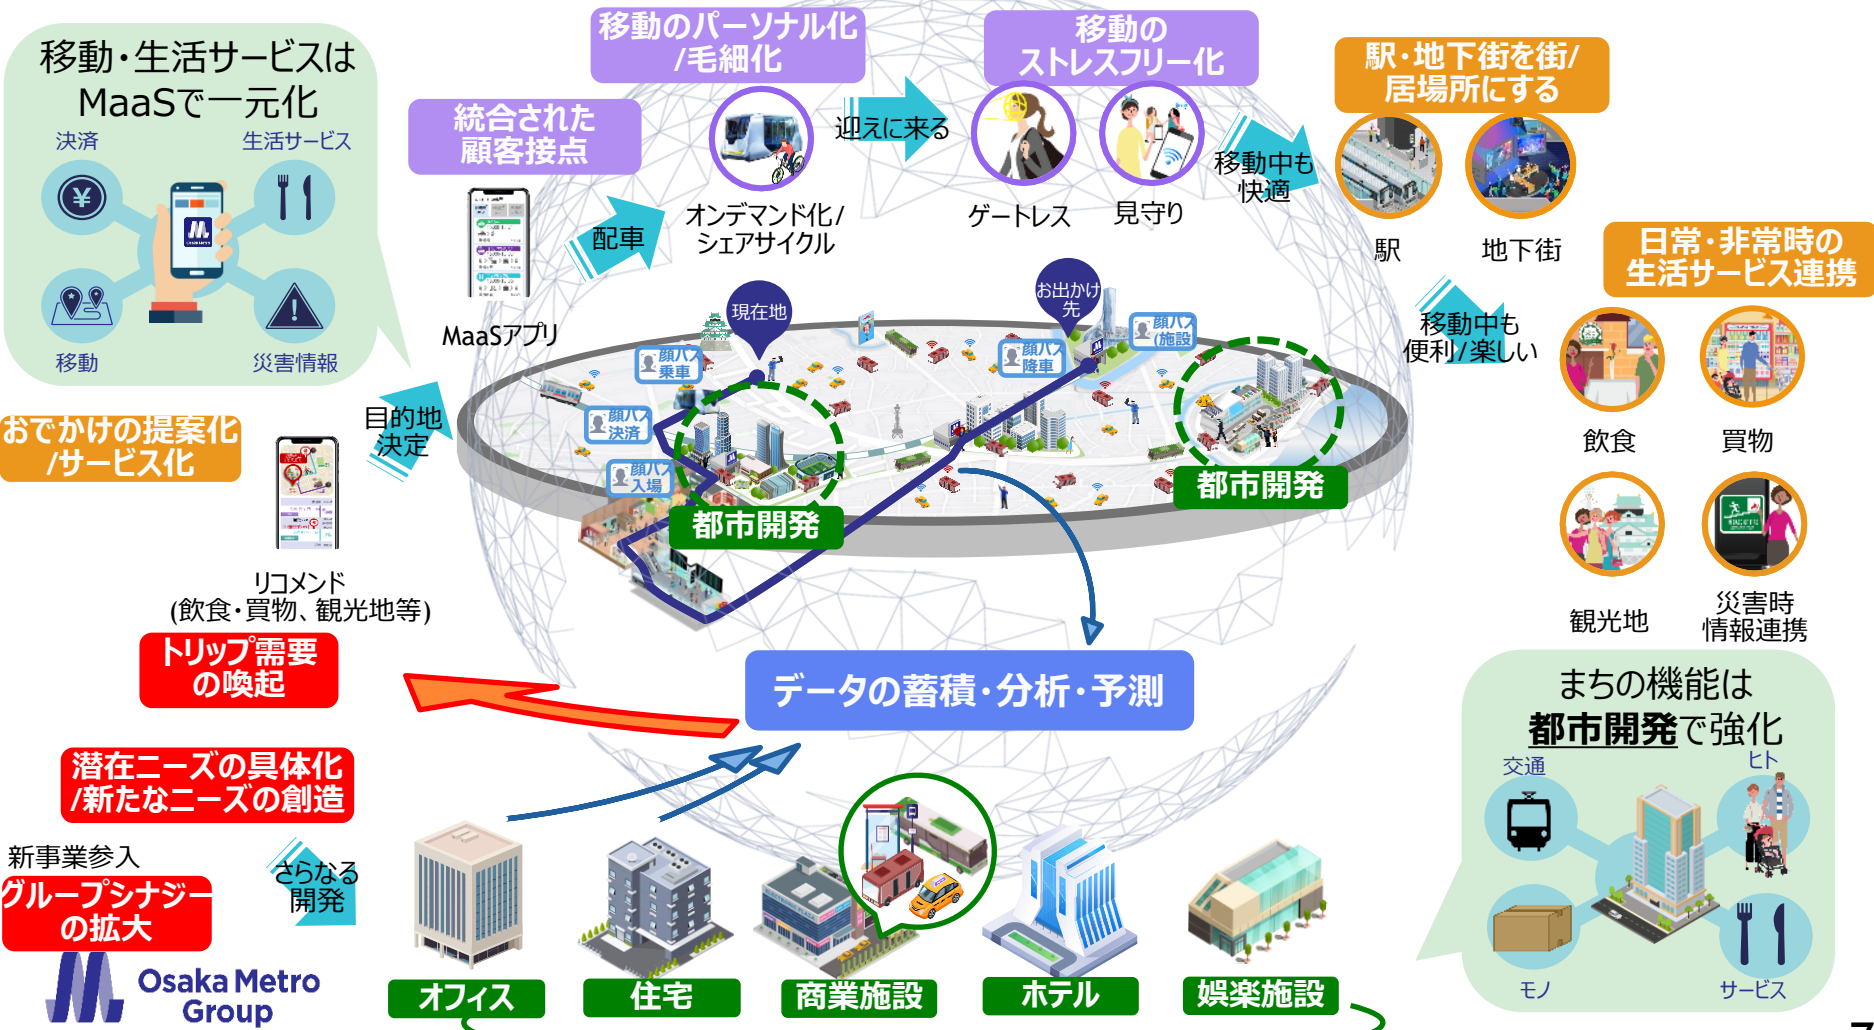 移動・生活サービスは
MaaSで一元化
決済
生活サービス
移動
災害情報
統合された
顧客接点
移動のパーソナル化
/毛細化
移動の
ストレスフリー化
駅・地下街を街/
居場所にする
日常・非常時の
生活サービス連携
MaaSアプリ
配車
オンデマンド化/
シェアサイクル
迎えに来る
ゲートレス
見守り
移動中も
快適
駅
地下街
移動中も
便利/楽しい
飲食
買物
観光地
災害時
情報連携
おでかけの提案化
/サービス化
目的地
決定
リコメンド
(飲食・買物、観光地等)
現在地
お出かけ
先
顔パス
乗車
顔パス
決済
顔パス
入場
顔パス
降車
顔パス
(施設
都市開発
都市開発
トリップ需要
の喚起
データの蓄積・分析・予測
潜在ニーズの具体化
/新たなニーズの創造
新事業参入
グループシナジー
の拡大
さらなる
開発
Osaka Metro
Group
オフィス
住宅
商業施設
ホテル
娯楽施設
まちの機能は
都市開発で強化
交通
ヒト
モノ
サービス